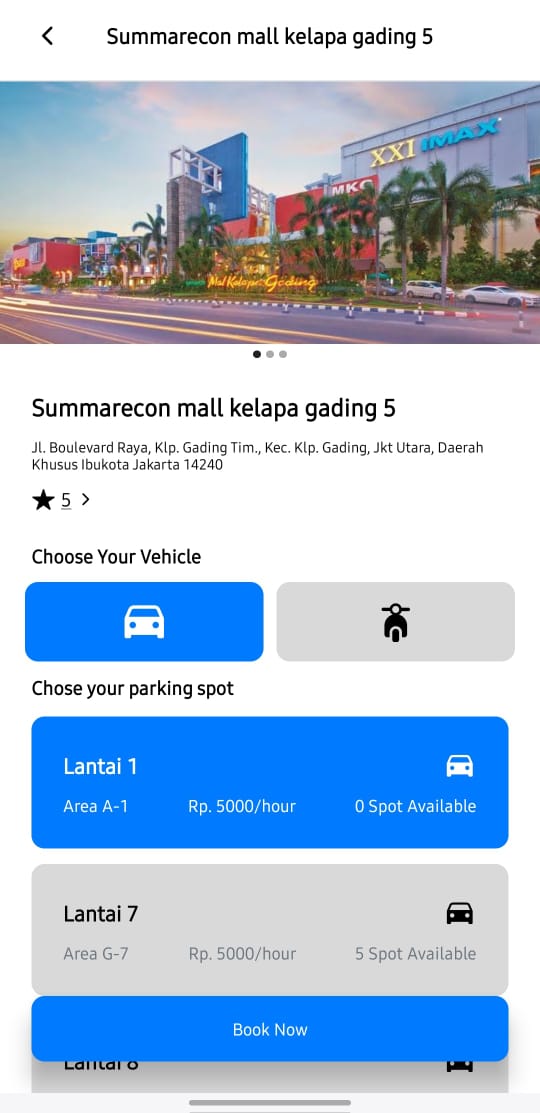 Summarecon mall kelapa gading 5
XXI IMAX
MKG
Mal Kelapa Gading
Summarecon mall kelapa gading 5
Jl. Boulevard Raya, Klp. Gading Tim., Kec. Klp. Gading, Jkt Utara, Daerah
Khusus Ibukota Jakarta 14240
5
Choose Your Vehicle
Chose your parking spot
Lantai 1
Area A-1 Rp. 5000/hour 0 Spot Available
Lantai 7
Area G-7 Rp. 5000/hour 5 Spot Available
Book Now
Lantai 8